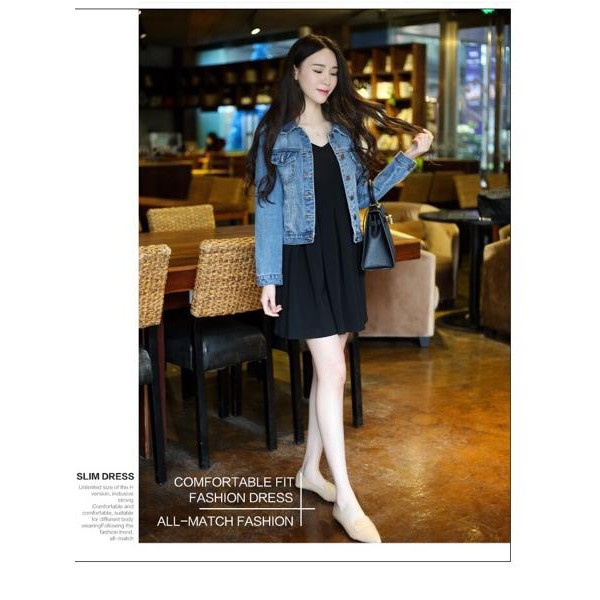 SLIM DRESS
Unlimited size of the H
version, inclusive
strong
Comfortable and
comfortable, suitable
for different body
wearingFollowing the
fashion trend,
all-match
COMFORTABLE FIT
FASHION DRESS
ALL-MATCH FASHION